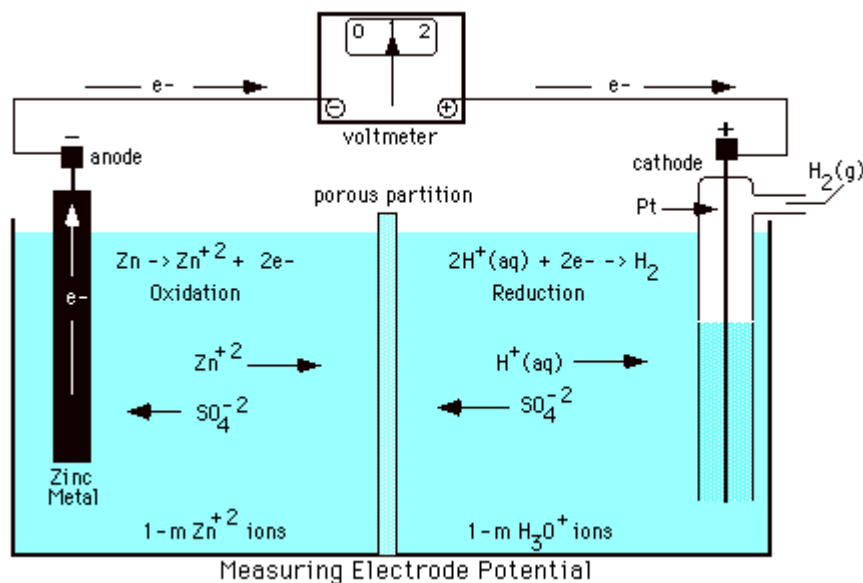 0 1 2
e- e-
− +
voltmeter
− anode
+
cathode
H₂(g)
Pt
porous partition
Zn -> Zn⁺² + 2e-
Oxidation
2H⁺(aq) + 2e- -> H₂
Reduction
e-
Zn⁺²
SO₄⁻²
H⁺(aq)
SO₄⁻²
Zinc
Metal
1-m Zn⁺² ions
1-m H₃O⁺ ions
Measuring Electrode Potential